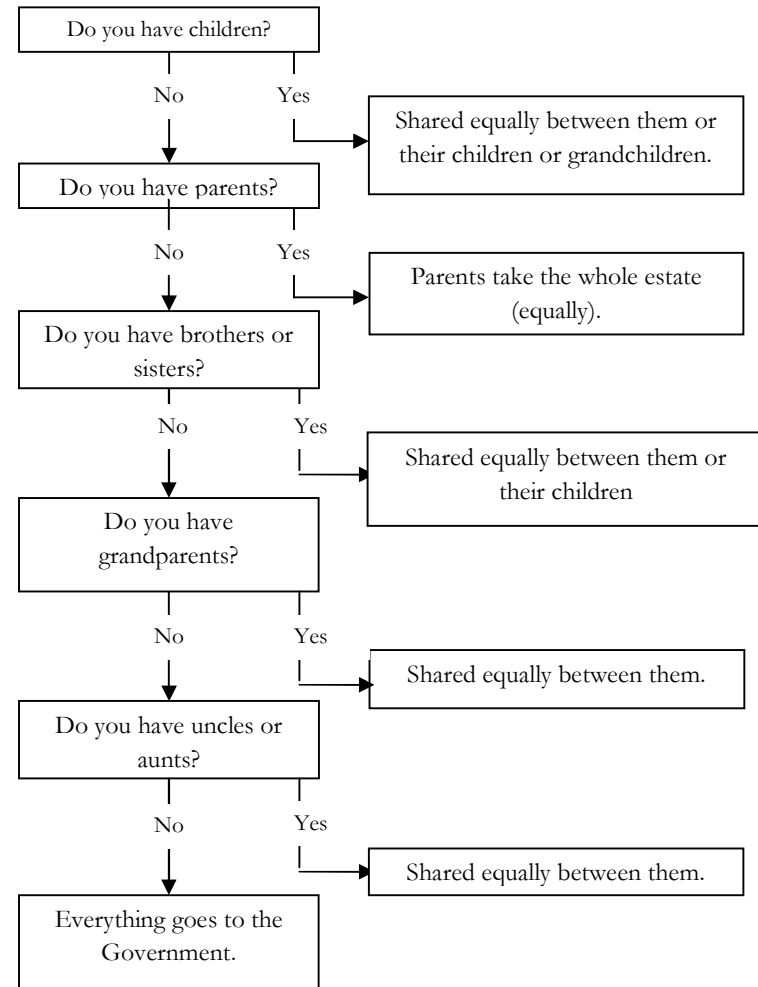 Do you have children?
No
Yes
Shared equally between them or
their children or grandchildren.
Do you have parents?
No
Yes
Parents take the whole estate
(equally).
Do you have brothers or
sisters?
No
Yes
Shared equally between them or
their children
Do you have
grandparents?
No
Yes
Shared equally between them.
Do you have uncles or
aunts?
No
Yes
Shared equally between them.
Everything goes to the
Government.